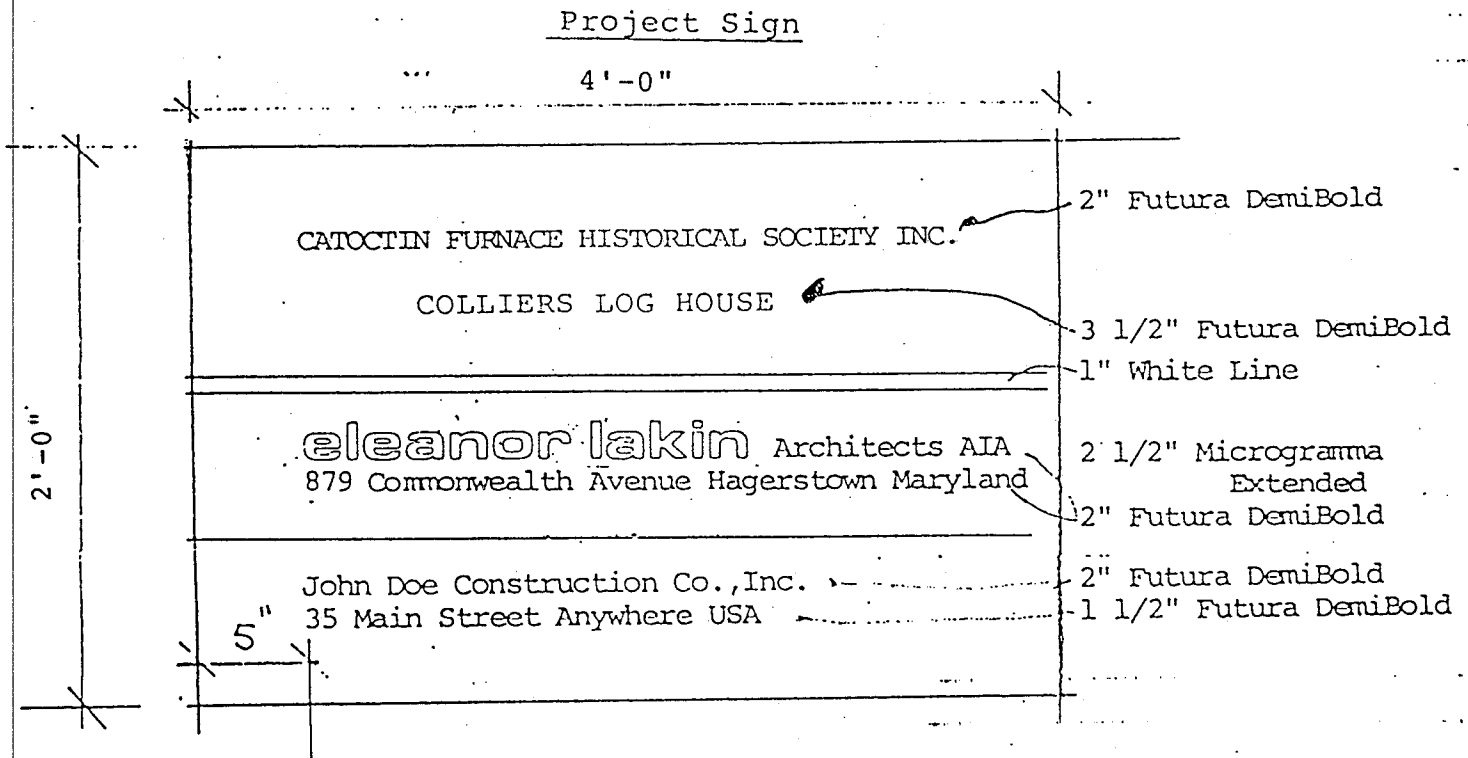 Project Sign
4'-0"
2" Futura DemiBold
CATOCTIN FURNACE HISTORICAL SOCIETY INC.
COLLIERS LOG HOUSE
3 1/2" Futura DemiBold
1" White Line
2'-0"
eleanor lakin Architects AIA
2 1/2" Microgramma
Extended
879 Commonwealth Avenue Hagerstown Maryland
2" Futura DemiBold
John Doe Construction Co.,Inc.
2" Futura DemiBold
35 Main Street Anywhere USA
1 1/2" Futura DemiBold
5"